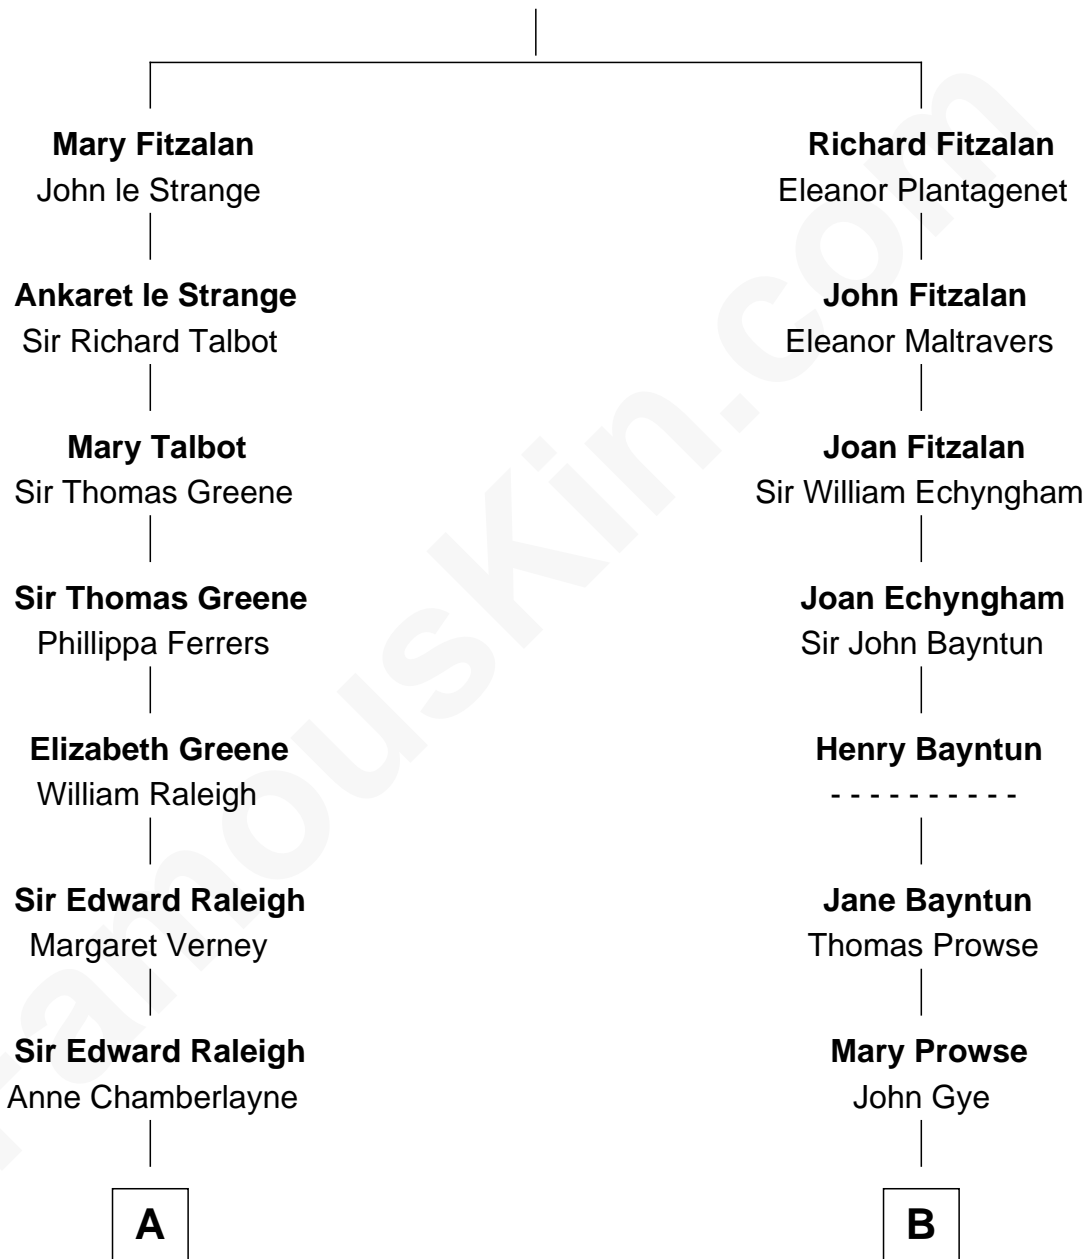 Mary Fitzalan
John le Strange
Richard Fitzalan
Eleanor Plantagenet
Ankaret le Strange
Sir Richard Talbot
John Fitzalan
Eleanor Maltravers
Mary Talbot
Sir Thomas Greene
Joan Fitzalan
Sir William Echyngham
Sir Thomas Greene
Phillippa Ferrers
Joan Echyngham
Sir John Bayntun
Elizabeth Greene
William Raleigh
Henry Bayntun
- - - - - - - - - -
Sir Edward Raleigh
Margaret Verney
Jane Bayntun
Thomas Prowse
Sir Edward Raleigh
Anne Chamberlayne
Mary Prowse
John Gye
A
B
FamousKin.com